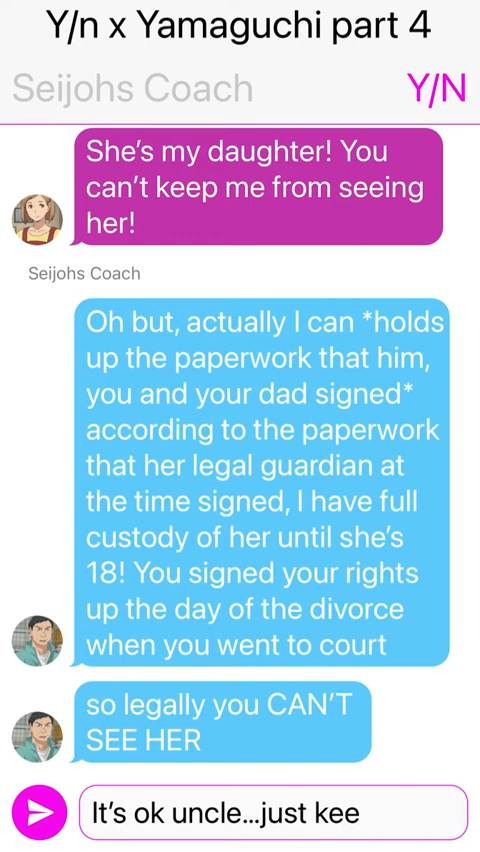 Y/n x Yamaguchi part 4
Seijohs Coach
Y/N
She’s my daughter! You
can’t keep me from seeing
her!
Seijohs Coach
Oh but, actually I can *holds
up the paperwork that him,
you and your dad signed*
according to the paperwork
that her legal guardian at
the time signed, I have full
custody of her until she’s
18! You signed your rights
up the day of the divorce
when you went to court
so legally you CAN’T
SEE HER
It’s ok uncle...just kee